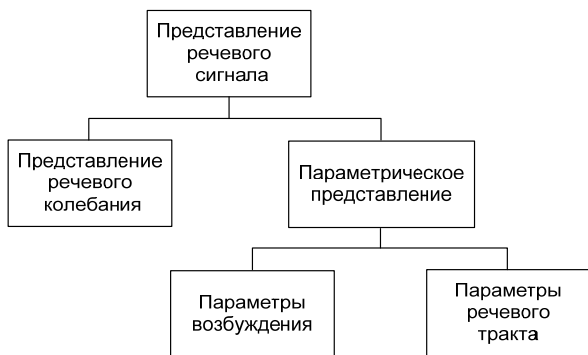 Представление
речевого
сигнала
Представление
речевого
колебания
Параметрическое
представление
Параметры
возбуждения
Параметры
речевого
тракта